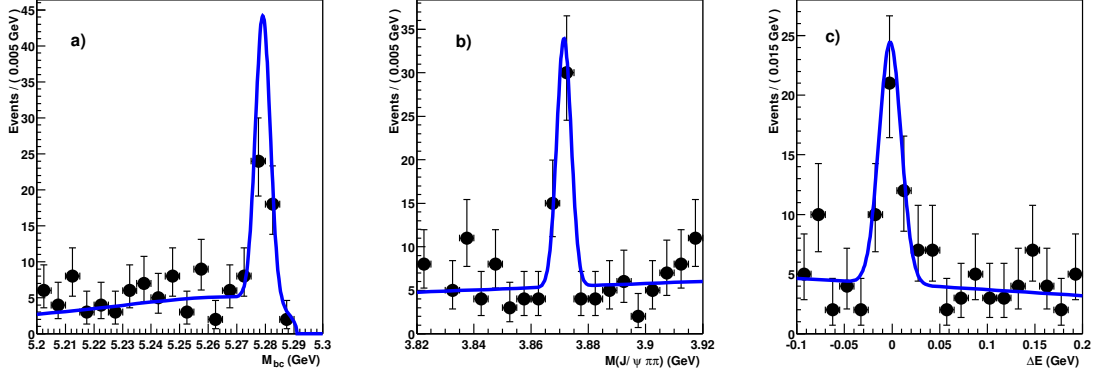 a)
Events / ( 0.005 GeV )
45
40
35
30
25
20
15
10
5
0
5.2 5.21 5.22 5.23 5.24 5.25 5.26 5.27 5.28 5.29 5.3
M bc (GeV)
b)
Events / ( 0.005 GeV )
35
30
25
20
15
10
5
0
3.82 3.84 3.86 3.88 3.9 3.92
M(J/ ψ ππ) (GeV)
c)
Events / ( 0.015 GeV )
25
20
15
10
5
0
-0.1 -0.05 0 0.05 0.1 0.15 0.2
ΔE (GeV)